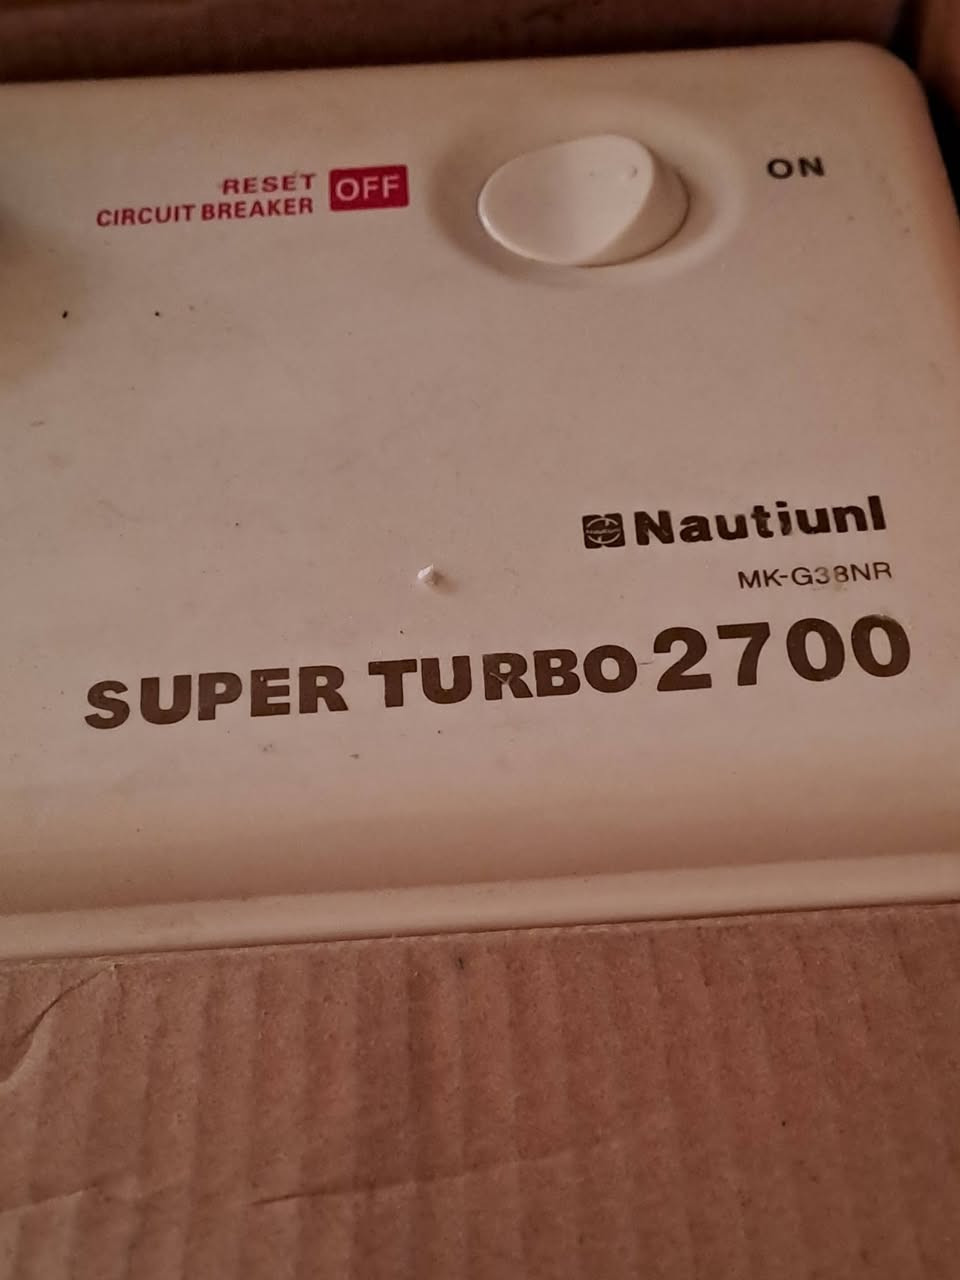 RESET OFF ON
CIRCUIT BREAKER
Nautiunl
MK-G38NR
SUPER TURBO 2700